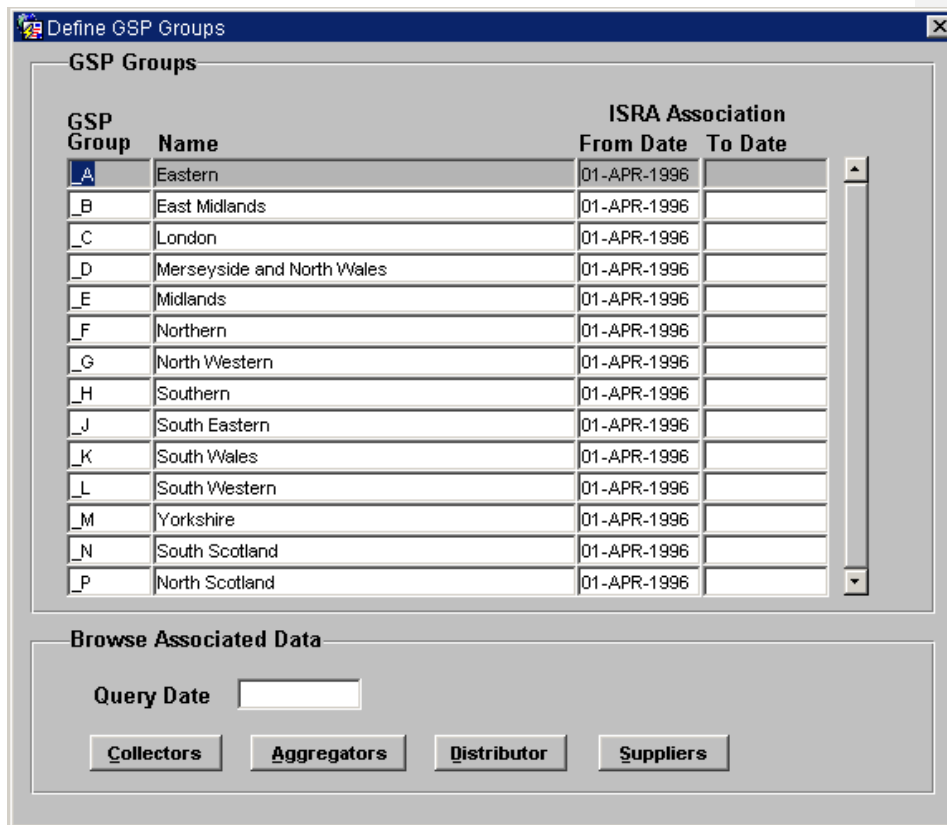 Define GSP Groups
GSP Groups
ISRA Association
GSP
Group Name From Date To Date
_A Eastern 01-APR-1996
_B East Midlands 01-APR-1996
_C London 01-APR-1996
_D Merseyside and North Wales 01-APR-1996
_E Midlands 01-APR-1996
_F Northern 01-APR-1996
_G North Western 01-APR-1996
_H Southern 01-APR-1996
_J South Eastern 01-APR-1996
_K South Wales 01-APR-1996
_L South Western 01-APR-1996
_M Yorkshire 01-APR-1996
_N South Scotland 01-APR-1996
_P North Scotland 01-APR-1996
Browse Associated Data
Query Date
Collectors Aggregators Distributor Suppliers